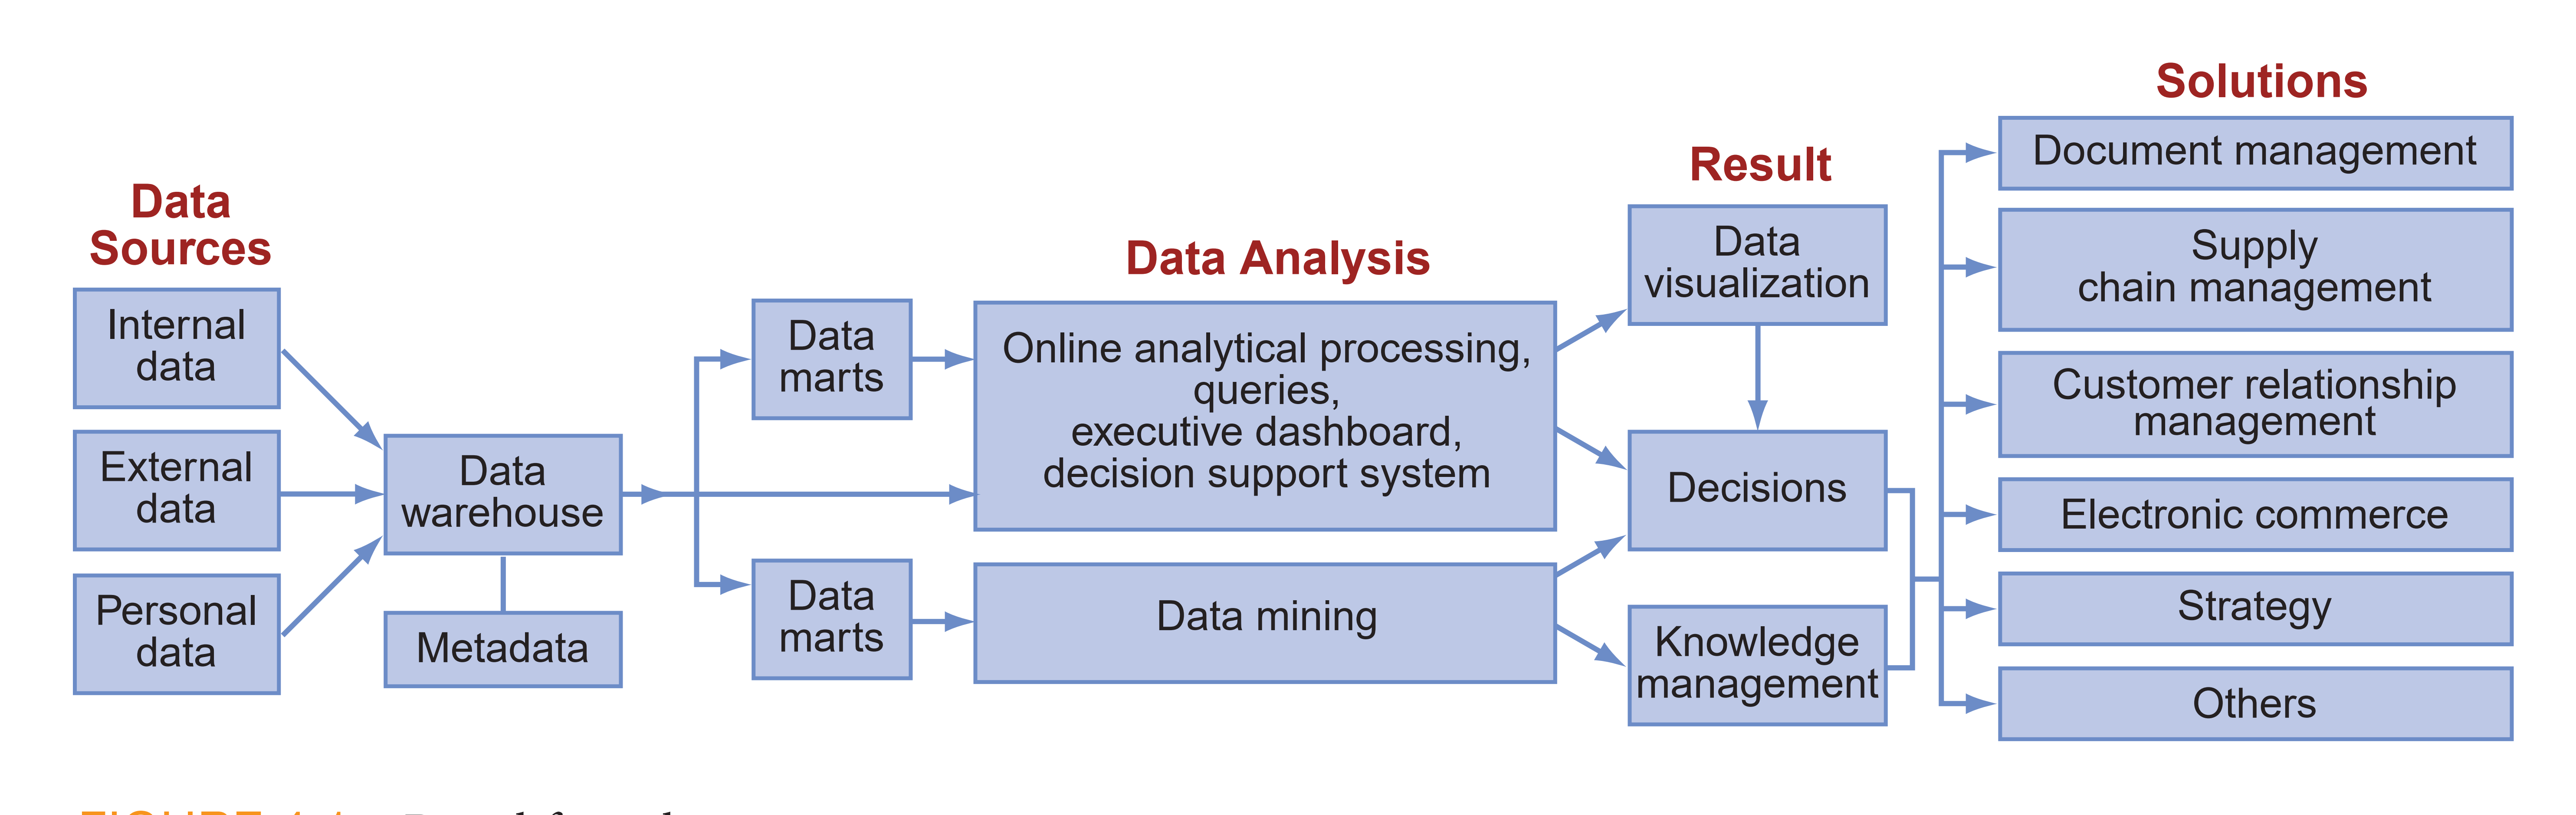 Data
Sources
Internal
data
External
data
Personal
data
Data
warehouse
Metadata
Data
marts
Data
marts
Data Analysis
Online analytical processing,
queries,
executive dashboard,
decision support system
Data mining
Result
Data
visualization
Decisions
Knowledge
management
Solutions
Document management
Supply
chain management
Customer relationship
management
Electronic commerce
Strategy
Others